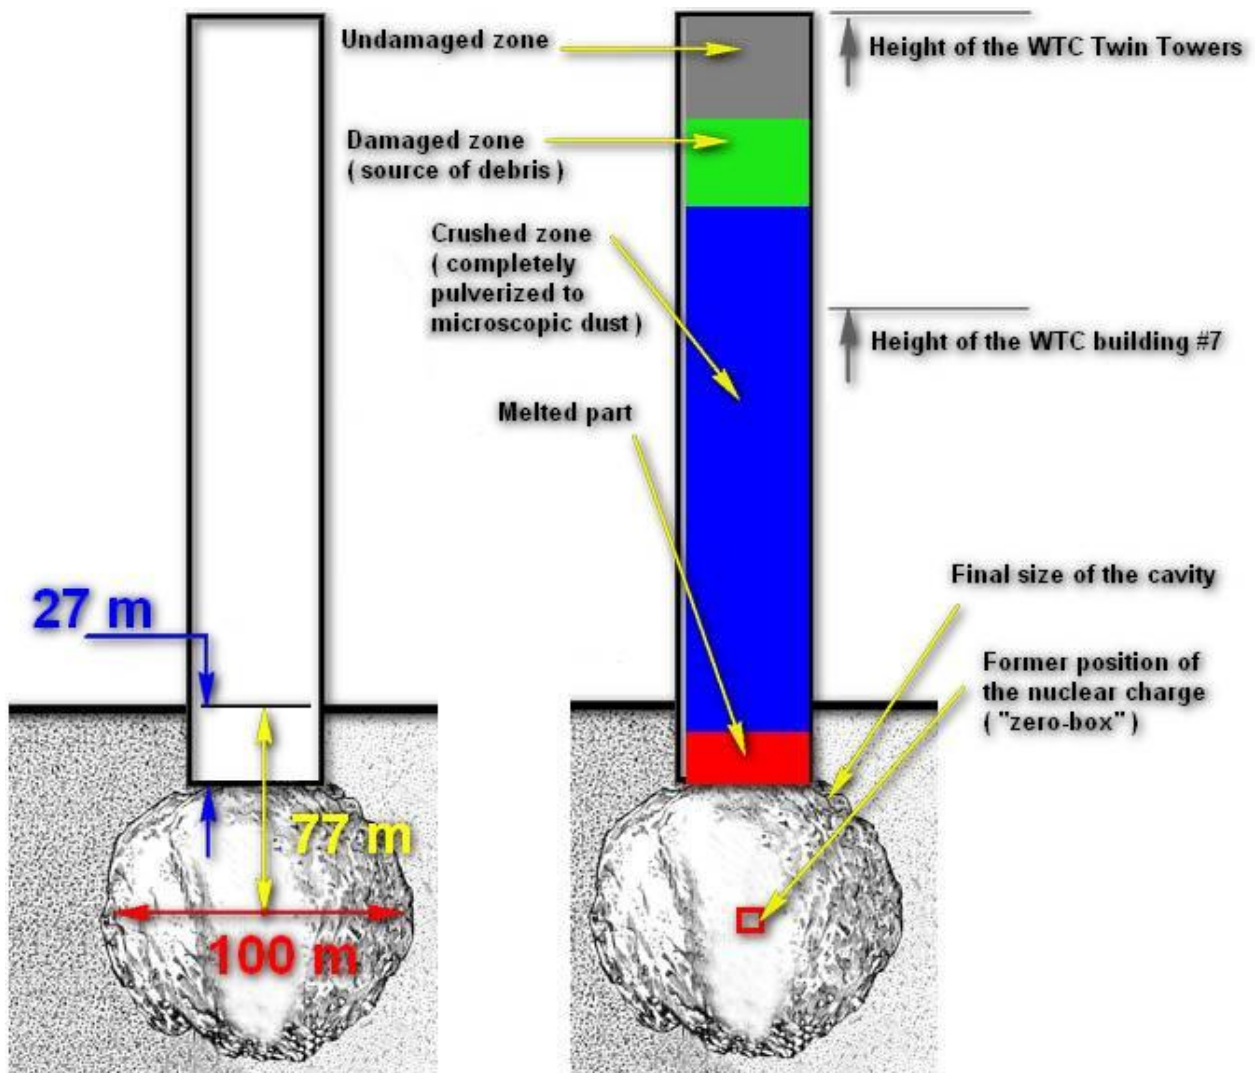 Undamaged zone
Height of the WTC Twin Towers
Damaged zone
( source of debris )
Crushed zone
( completely
pulverized to
microscopic dust )
Height of the WTC building #7
Melted part
Final size of the cavity
27 m
Former position of
the nuclear charge
( "zero-box" )
77 m
100 m